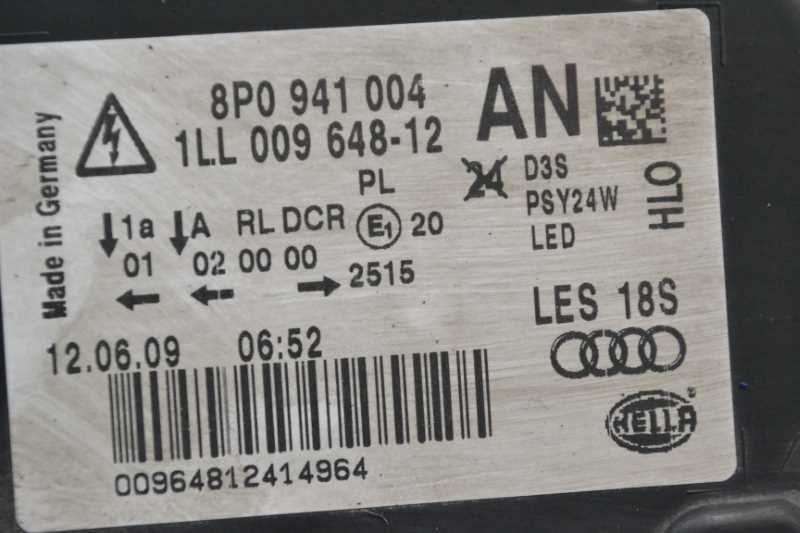 Made in Germany
8P0 941 004 AN
1LL 009 648-12
PL 24 D3S
PSY24W
LED
HLO
1a A RL DCR E1 20
01 02 00 00 2515
LES 18S
12.06.09 06:52
HELLA
00964812414964